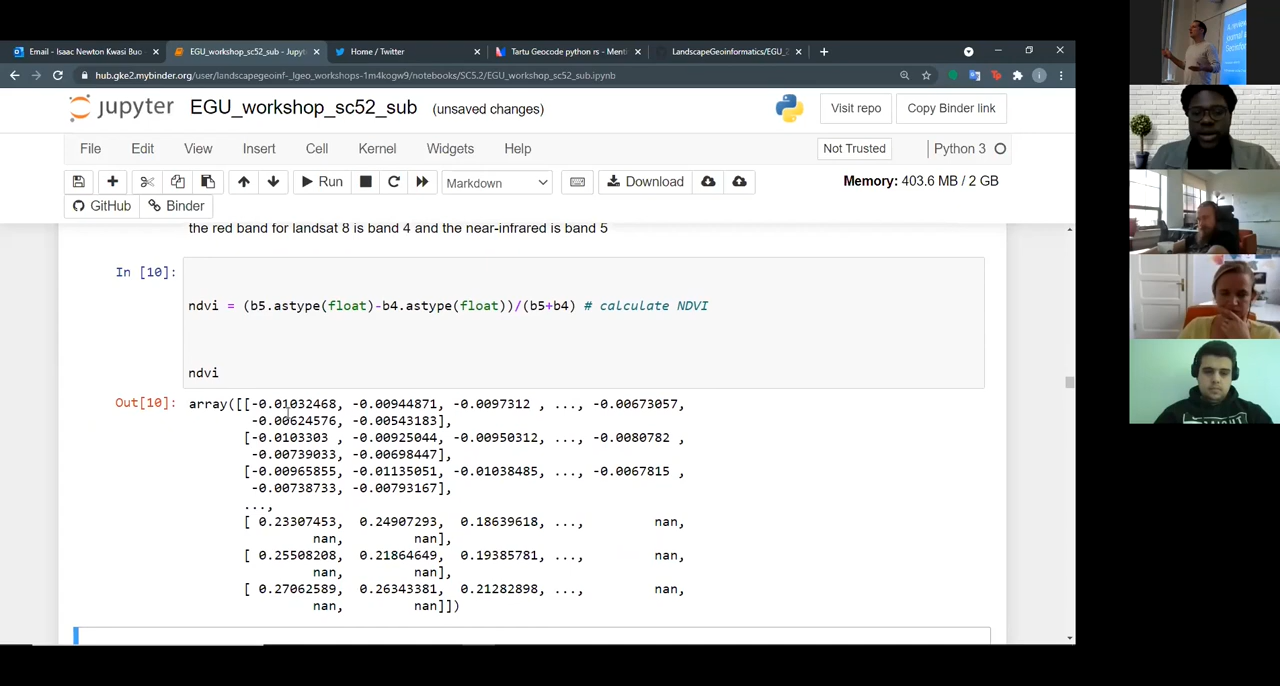 Email - Isaac Newton Kwasi Buo - EGU_workshop_sc52_sub - Jupyt Home / Twitter Tartu Geocode python rs - Menti LandscapeGeoinformatics/EGU_2
hub.gke2.mybinder.org/user/landscapegeoinf-_lgeo_workshops-1m4kogw9/notebooks/SC5.2/EGU_workshop_sc52_sub.ipynb
jupyter EGU_workshop_sc52_sub (unsaved changes) Visit repo Copy Binder link
File Edit View Insert Cell Kernel Widgets Help Not Trusted Python 3
Run Markdown Download Memory: 403.6 MB / 2 GB
GitHub Binder
the red band for landsat 8 is band 4 and the near-infrared is band 5
In [10]:
ndvi = (b5.astype(float)-b4.astype(float))/(b5+b4) # calculate NDVI
ndvi
Out[10]: array([[-0.01032468, -0.00944871, -0.0097312 , ..., -0.00673057,
-0.00624576, -0.00543183],
[-0.0103303 , -0.00925044, -0.00950312, ..., -0.0080782 ,
-0.00739033, -0.00698447],
[-0.00965855, -0.01135051, -0.01038485, ..., -0.0067815 ,
-0.00738733, -0.00793167],
...,
[ 0.23307453, 0.24907293, 0.18639618, ..., nan,
nan, nan],
[ 0.25508208, 0.21864649, 0.19385781, ..., nan,
nan, nan],
[ 0.27062589, 0.26343381, 0.21282898, ..., nan,
nan, nan]])